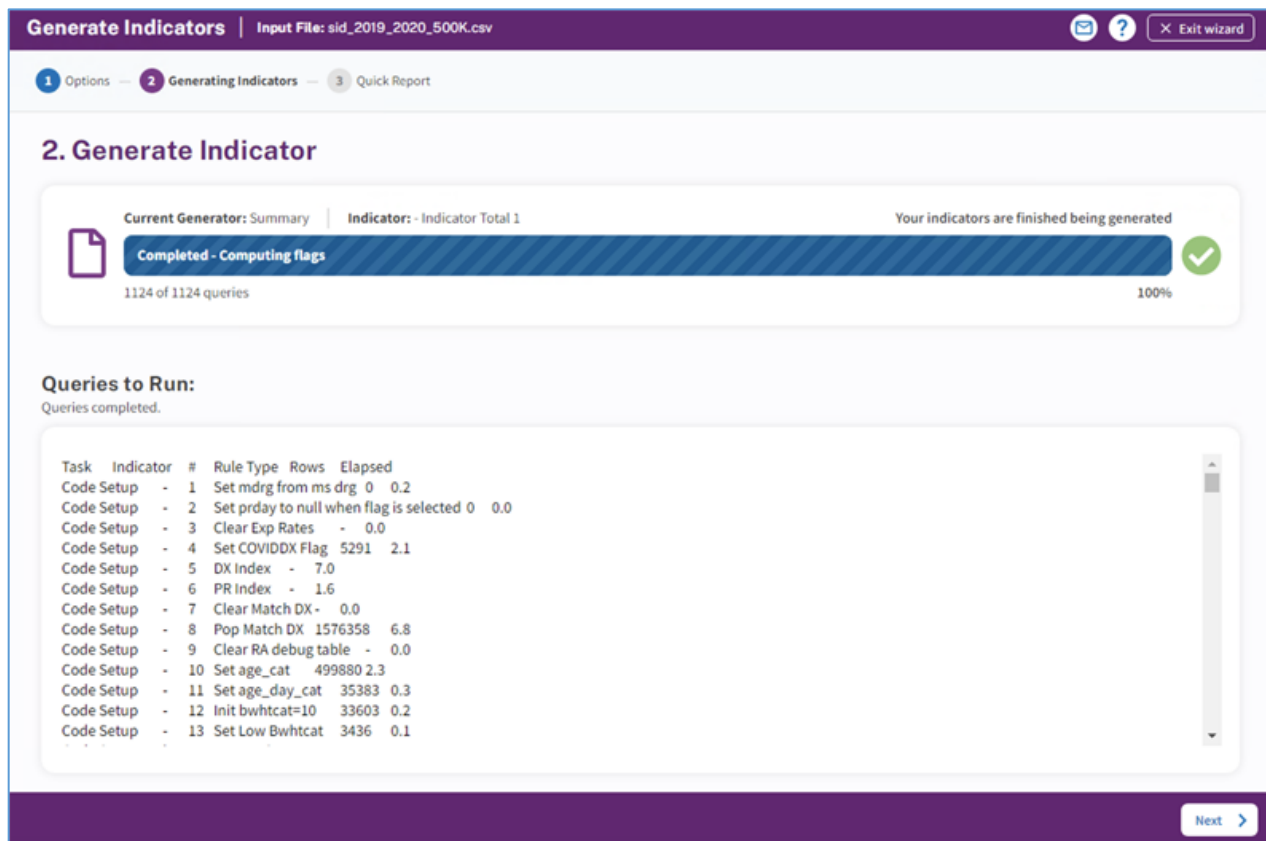 Generate Indicators | Input File: sid_2019_2020_500K.csv
Exit wizard
1 Options — 2 Generating Indicators — 3 Quick Report
2. Generate Indicator
Current Generator: Summary | Indicator: - Indicator Total 1 Your indicators are finished being generated
Completed - Computing flags
1124 of 1124 queries 100%
Queries to Run:
Queries completed.
Task Indicator # Rule Type Rows Elapsed
Code Setup - 1 Set mdrg from ms drg 0 0.2
Code Setup - 2 Set prday to null when flag is selected 0 0.0
Code Setup - 3 Clear Exp Rates - 0.0
Code Setup - 4 Set COVIDDX Flag 5291 2.1
Code Setup - 5 DX Index - 7.0
Code Setup - 6 PR Index - 1.6
Code Setup - 7 Clear Match DX - 0.0
Code Setup - 8 Pop Match DX 1576358 6.8
Code Setup - 9 Clear RA debug table - 0.0
Code Setup - 10 Set age_cat 499880 2.3
Code Setup - 11 Set age_day_cat 35383 0.3
Code Setup - 12 Init bwhtcat=10 33603 0.2
Code Setup - 13 Set Low Bwhtcat 3436 0.1
Next